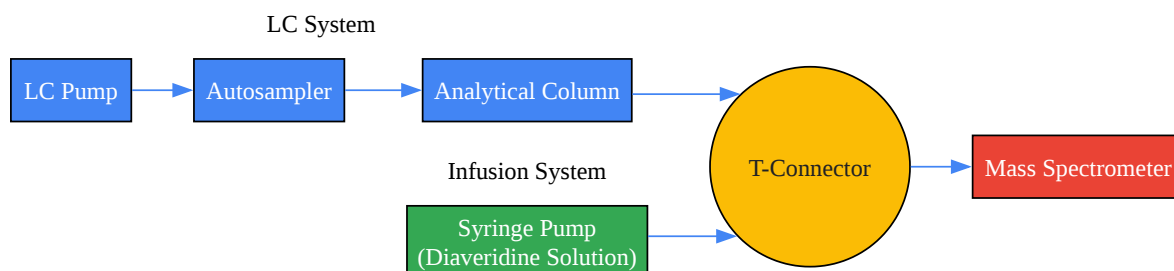 LC System
LC Pump
Autosampler
Analytical Column
T-Connector
Mass Spectrometer
Infusion System
Syringe Pump
(Diaveridine Solution)